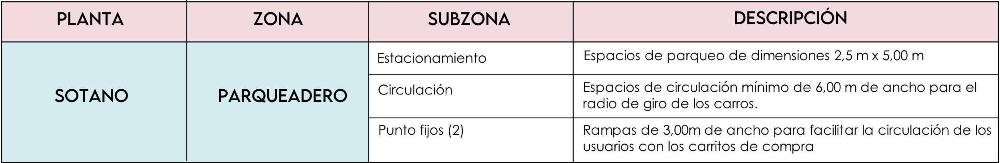 PLANTA
ZONA
SUBZONA
DESCRIPCIÓN
SOTANO
PARQUEADERO
Estacionamiento
Espacios de parqueo de dimensiones 2,5 m x 5,00 m
Circulación
Espacios de circulación mínimo de 6,00 m de ancho para el
radio de giro de los carros.
Punto fijos (2)
Rampas de 3,00m de ancho para facilitar la circulación de los
usuarios con los carritos de compra